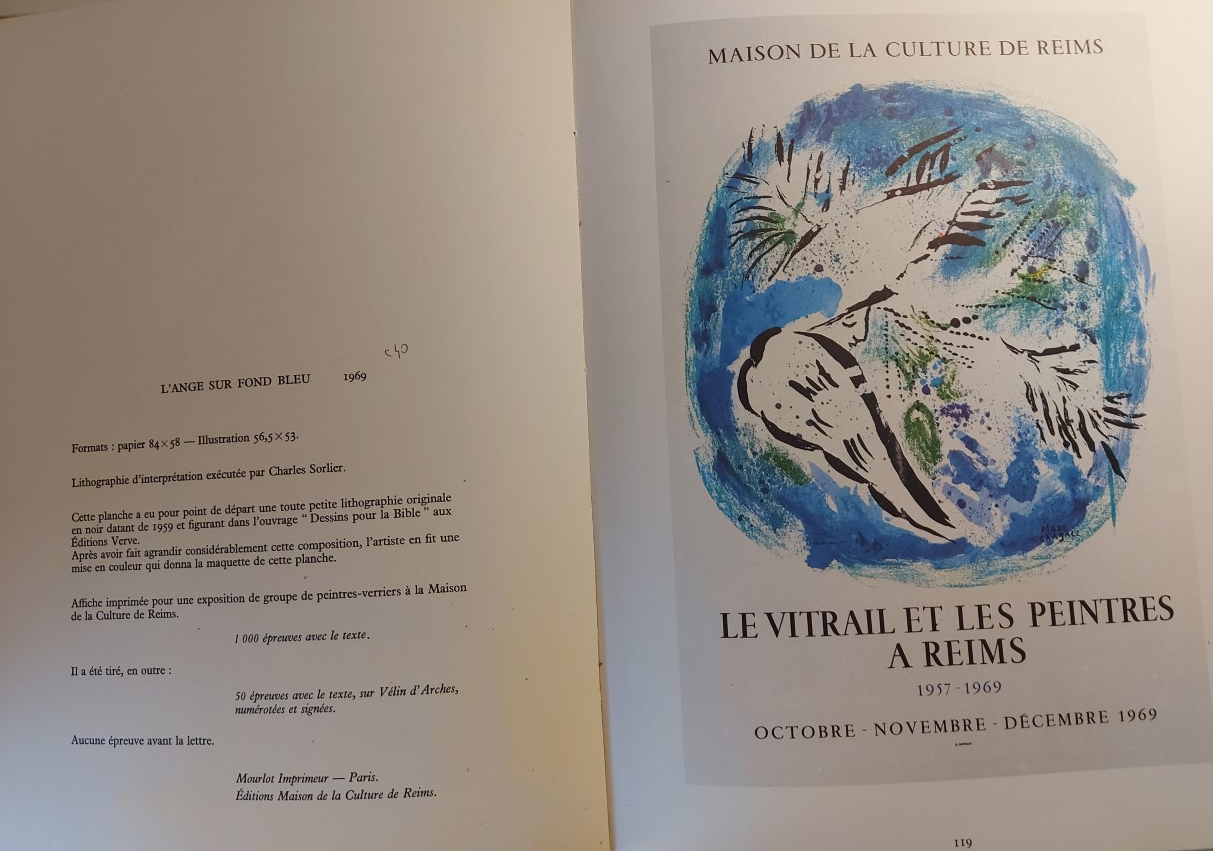 c40
L'ANGE SUR FOND BLEU 1969
Formats : papier 84×58 — Illustration 56,5×53.
Lithographie d'interprétation exécutée par Charles Sorlier.
Cette planche a eu pour point de départ une toute petite lithographie originale
en noir datant de 1959 et figurant dans l'ouvrage “ Dessins pour la Bible ” aux
Éditions Verve.
Après avoir fait agrandir considérablement cette composition, l'artiste en fit une
mise en couleur qui donna la maquette de cette planche.
Affiche imprimée pour une exposition de groupe de peintres-verriers à la Maison
de la Culture de Reims.
1 000 épreuves avec le texte.
Il a été tiré, en outre :
50 épreuves avec le texte, sur Vélin d'Arches,
numérotées et signées.
Aucune épreuve avant la lettre.
Mourlot Imprimeur — Paris.
Éditions Maison de la Culture de Reims.
MAISON DE LA CULTURE DE REIMS
MARC
CHAGALL
LE VITRAIL ET LES PEINTRES
A REIMS
1957-1969
OCTOBRE - NOVEMBRE - DÉCEMBRE 1969
119